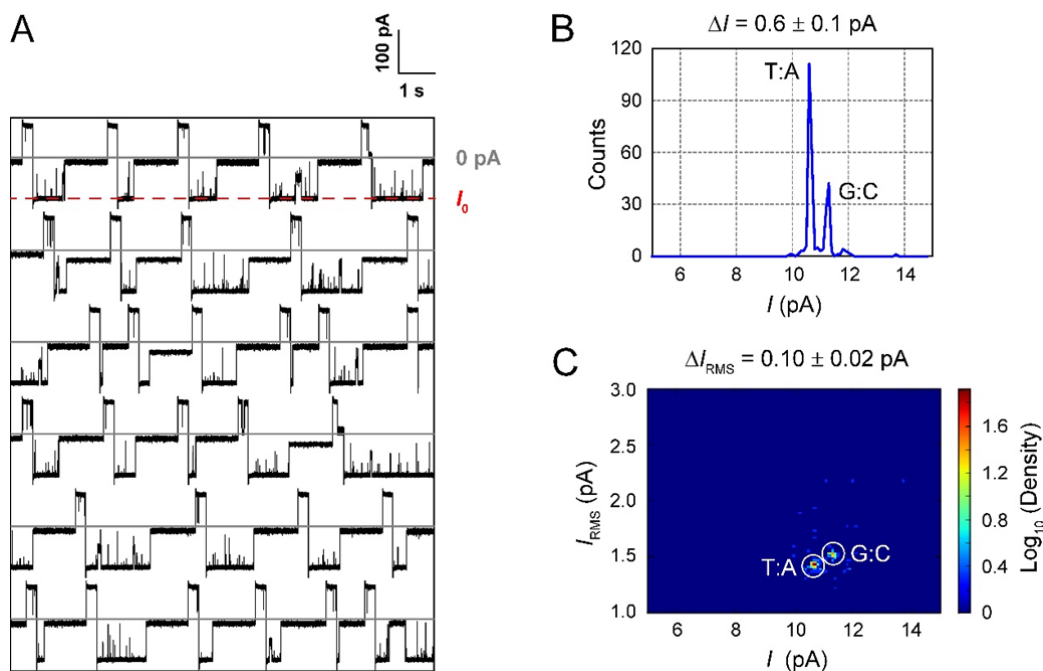 A
100 pA
1 s
0 pA
I₀
B
ΔI = 0.6 ± 0.1 pA
120
90
60
30
0
Counts
T:A
G:C
6 8 10 12 14
I (pA)
C
ΔI_RMS = 0.10 ± 0.02 pA
3.0
2.5
2.0
1.5
1.0
I_RMS (pA)
T:A
G:C
6 8 10 12 14
I (pA)
1.6
1.2
0.8
0.4
0
Log₁₀ (Density)